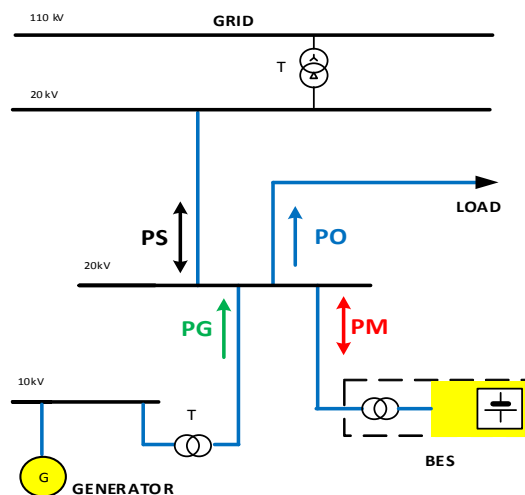 110 kV
GRID
T
20 kV
LOAD
PS
PO
20kV
PG
PM
10kV
T
G
GENERATOR
BES